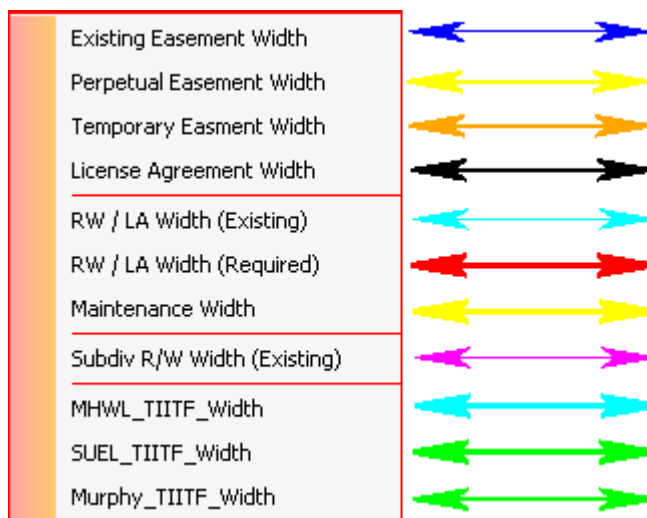 Existing Easement Width
Perpetual Easement Width
Temporary Easment Width
License Agreement Width
RW / LA Width (Existing)
RW / LA Width (Required)
Maintenance Width
Subdiv R/W Width (Existing)
MHWL_TIITF_Width
SUEL_TIITF_Width
Murphy_TIITF_Width